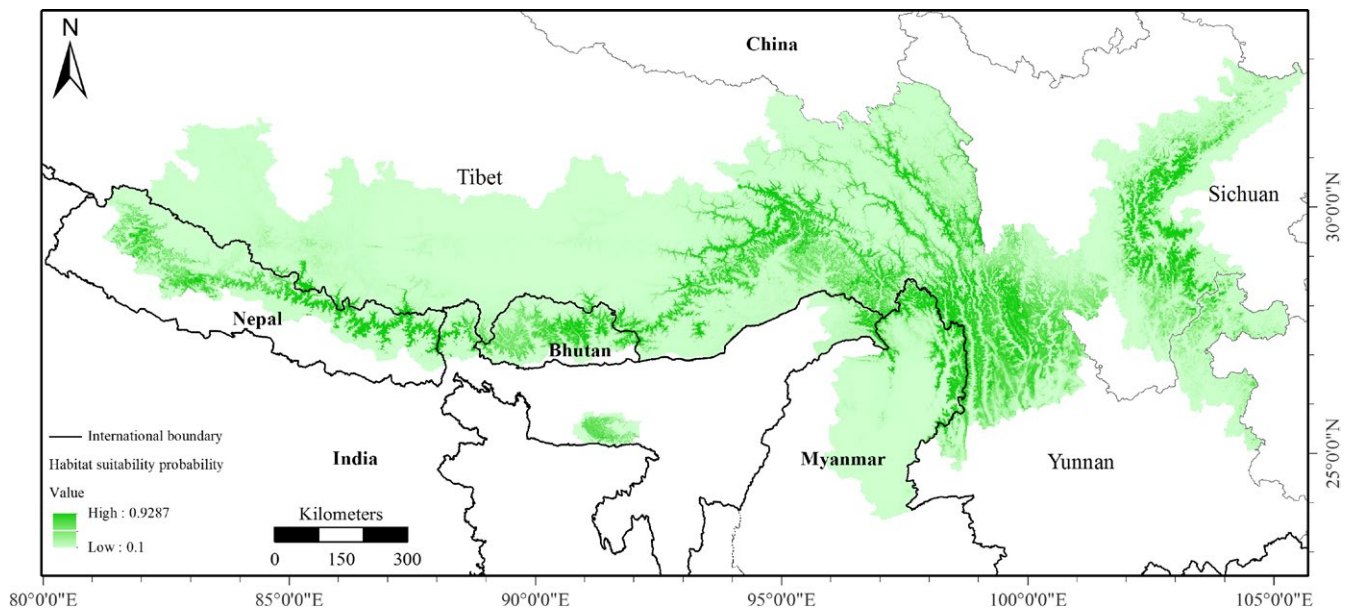 N
China
Tibet
Sichuan
30°0'0"N
Nepal
Bhutan
International boundary
Habitat suitability probability
Value
High : 0.9287
Low : 0.1
India
Kilometers
0 150 300
Myanmar
Yunnan
25°0'0"N
80°0'0"E 85°0'0"E 90°0'0"E 95°0'0"E 100°0'0"E 105°0'0"E